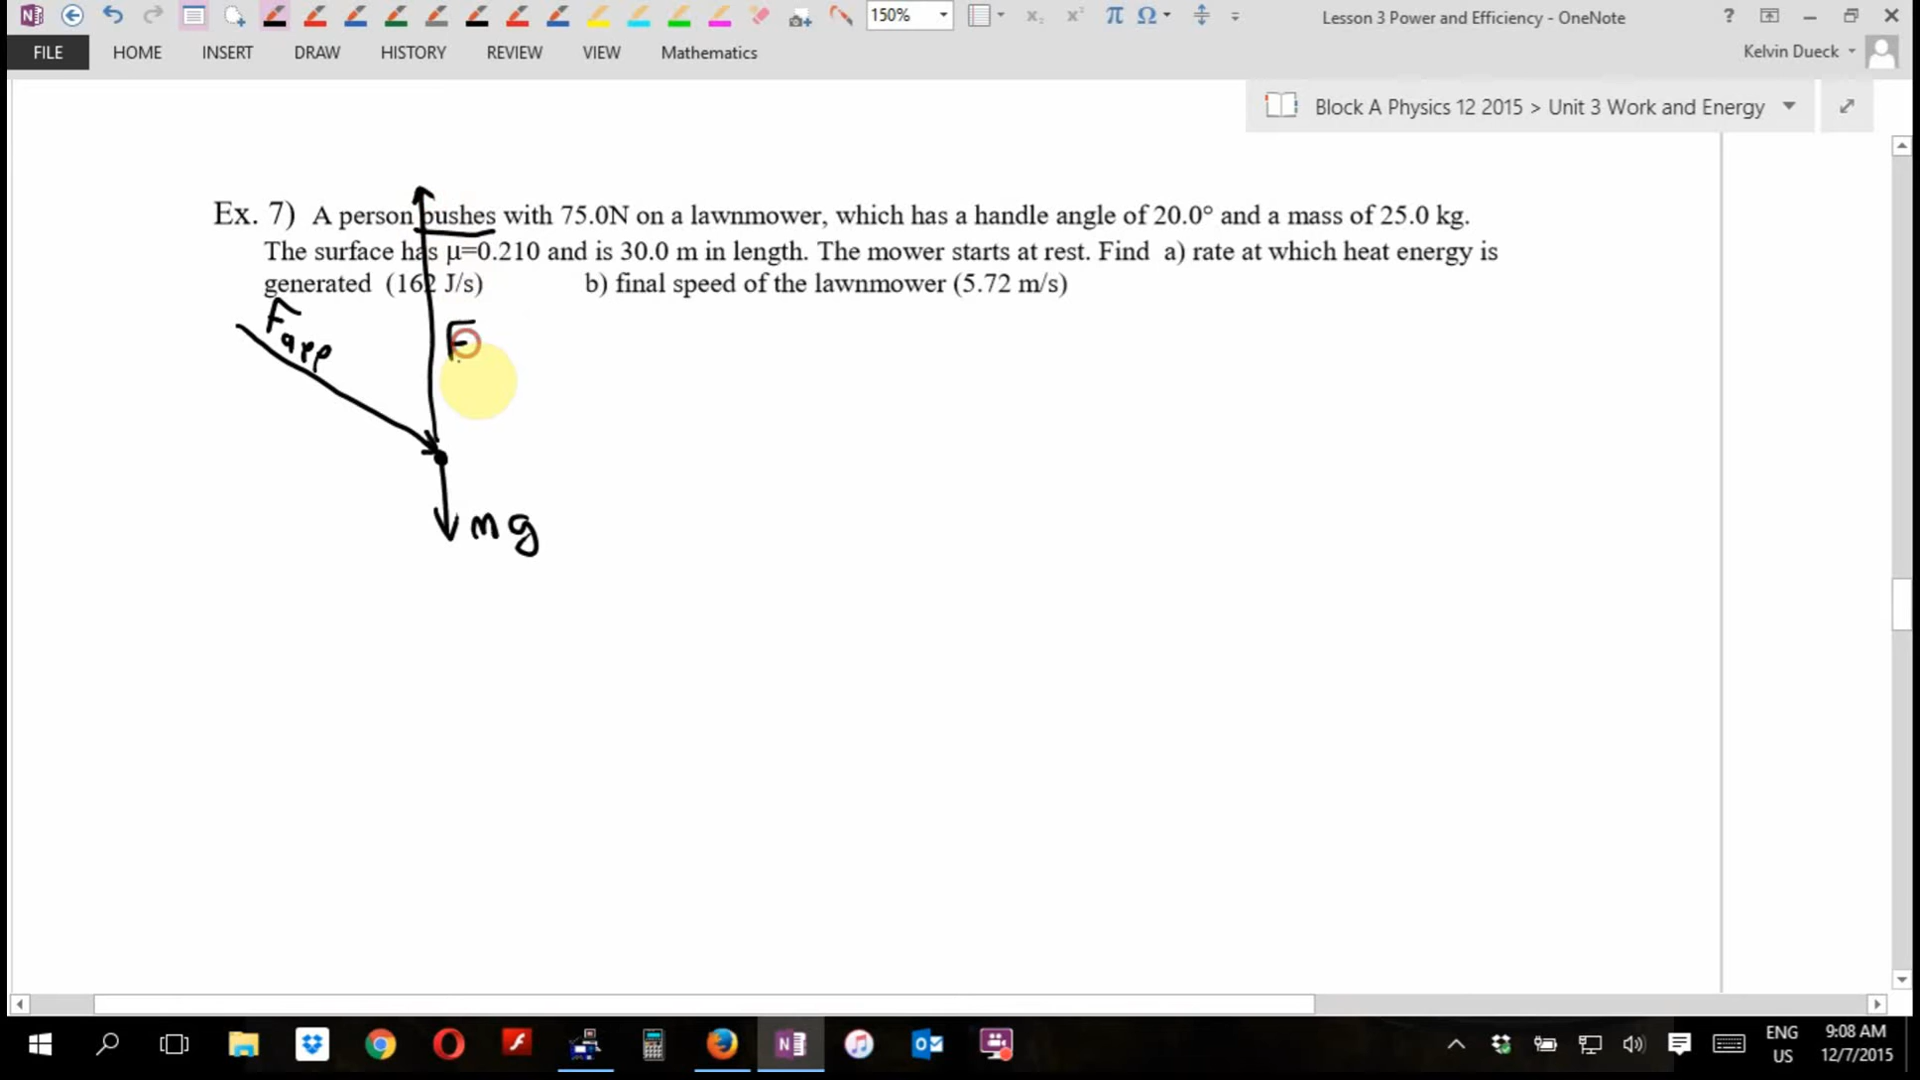 150%
x₂ x² π Ω
Lesson 3 Power and Efficiency - OneNote
?
FILE HOME INSERT DRAW HISTORY REVIEW VIEW Mathematics
Kelvin Dueck
Block A Physics 12 2015 > Unit 3 Work and Energy
Ex. 7) A person pushes with 75.0N on a lawnmower, which has a handle angle of 20.0° and a mass of 25.0 kg.
The surface has μ=0.210 and is 30.0 m in length. The mower starts at rest. Find a) rate at which heat energy is
generated (162 J/s) b) final speed of the lawnmower (5.72 m/s)
Fapp
F
mg
ENG
US
9:08 AM
12/7/2015